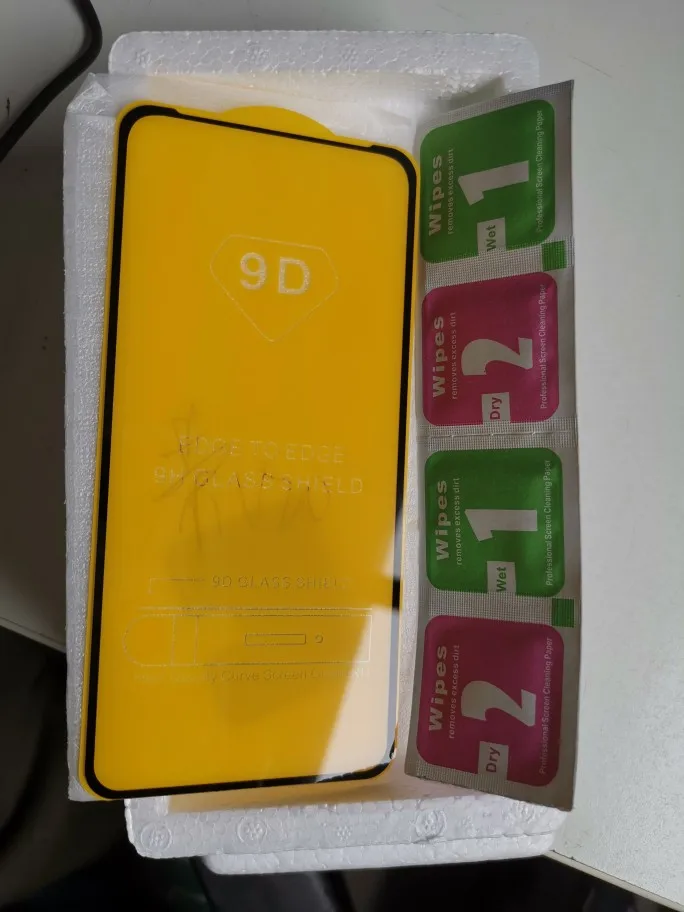 9D
EDGE TO EDGE
9H GLASS SHIELD
9D GLASS SHIELD
Curve Screen
Wipes
removes excess dirt
Wet
1
Professional Screen Cleaning Paper
Wipes
removes excess dirt
Dry
2
Professional Screen Cleaning Paper
Wipes
removes excess dirt
Wet
1
Professional Screen Cleaning Paper
Wipes
removes excess dirt
Dry
2
Professional Screen Cleaning Paper